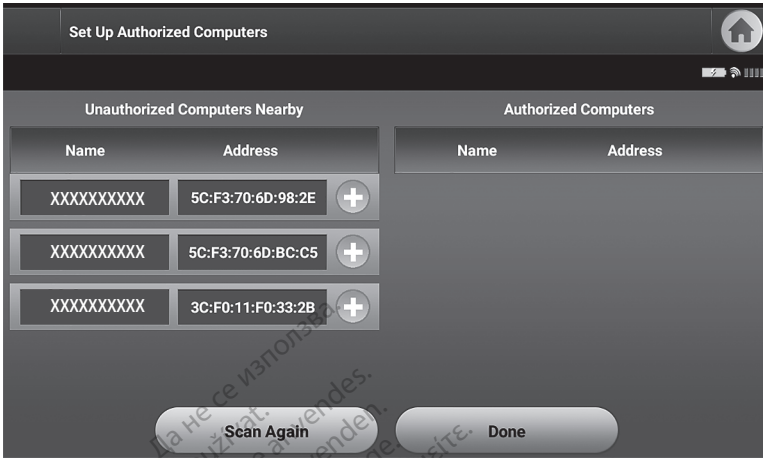 Set Up Authorized Computers
Unauthorized Computers Nearby
Authorized Computers
Name Address
Name Address
XXXXXXXXXX 5C:F3:70:6D:98:2E
XXXXXXXXXX 5C:F3:70:6D:BC:C5
XXXXXXXXXX 3C:F0:11:F0:33:2B
Scan Again
Done
Да не се използва.